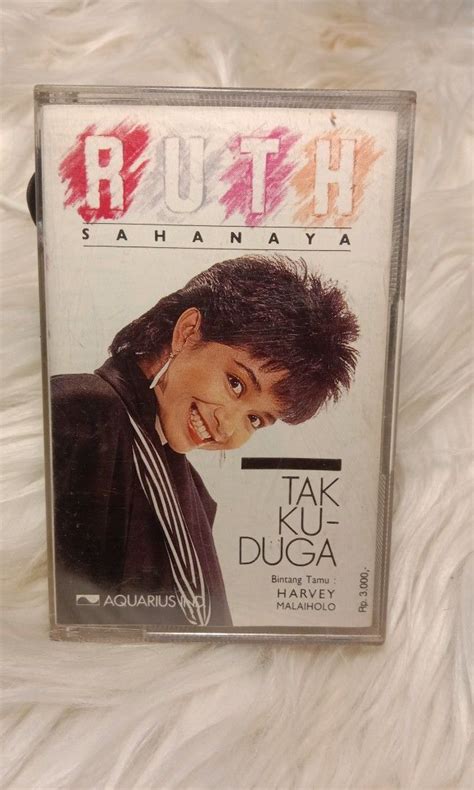 RUTH
SAHANAYA
TAK
KU-
DUGA
Bintang Tamu :
HARVEY
MALAIHOLO
Rp. 3.000,-
AQUARIUS INC.